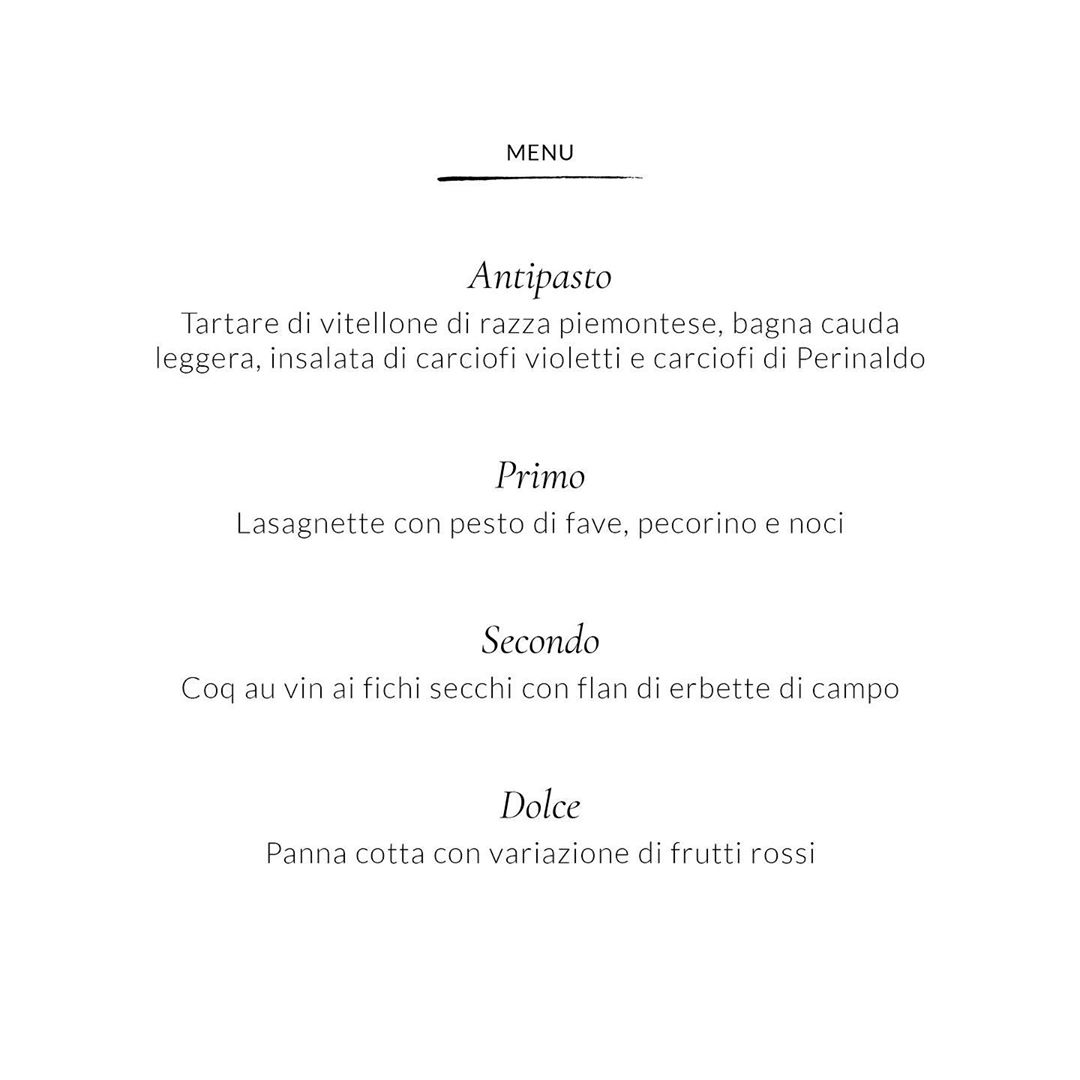 MENU
Antipasto
Tartare di vitellone di razza piemontese, bagna cauda
leggera, insalata di carciofi violetti e carciofi di Perinaldo
Primo
Lasagnette con pesto di fave, pecorino e noci
Secondo
Coq au vin ai fichi secchi con flan di erbette di campo
Dolce
Panna cotta con variazione di frutti rossi